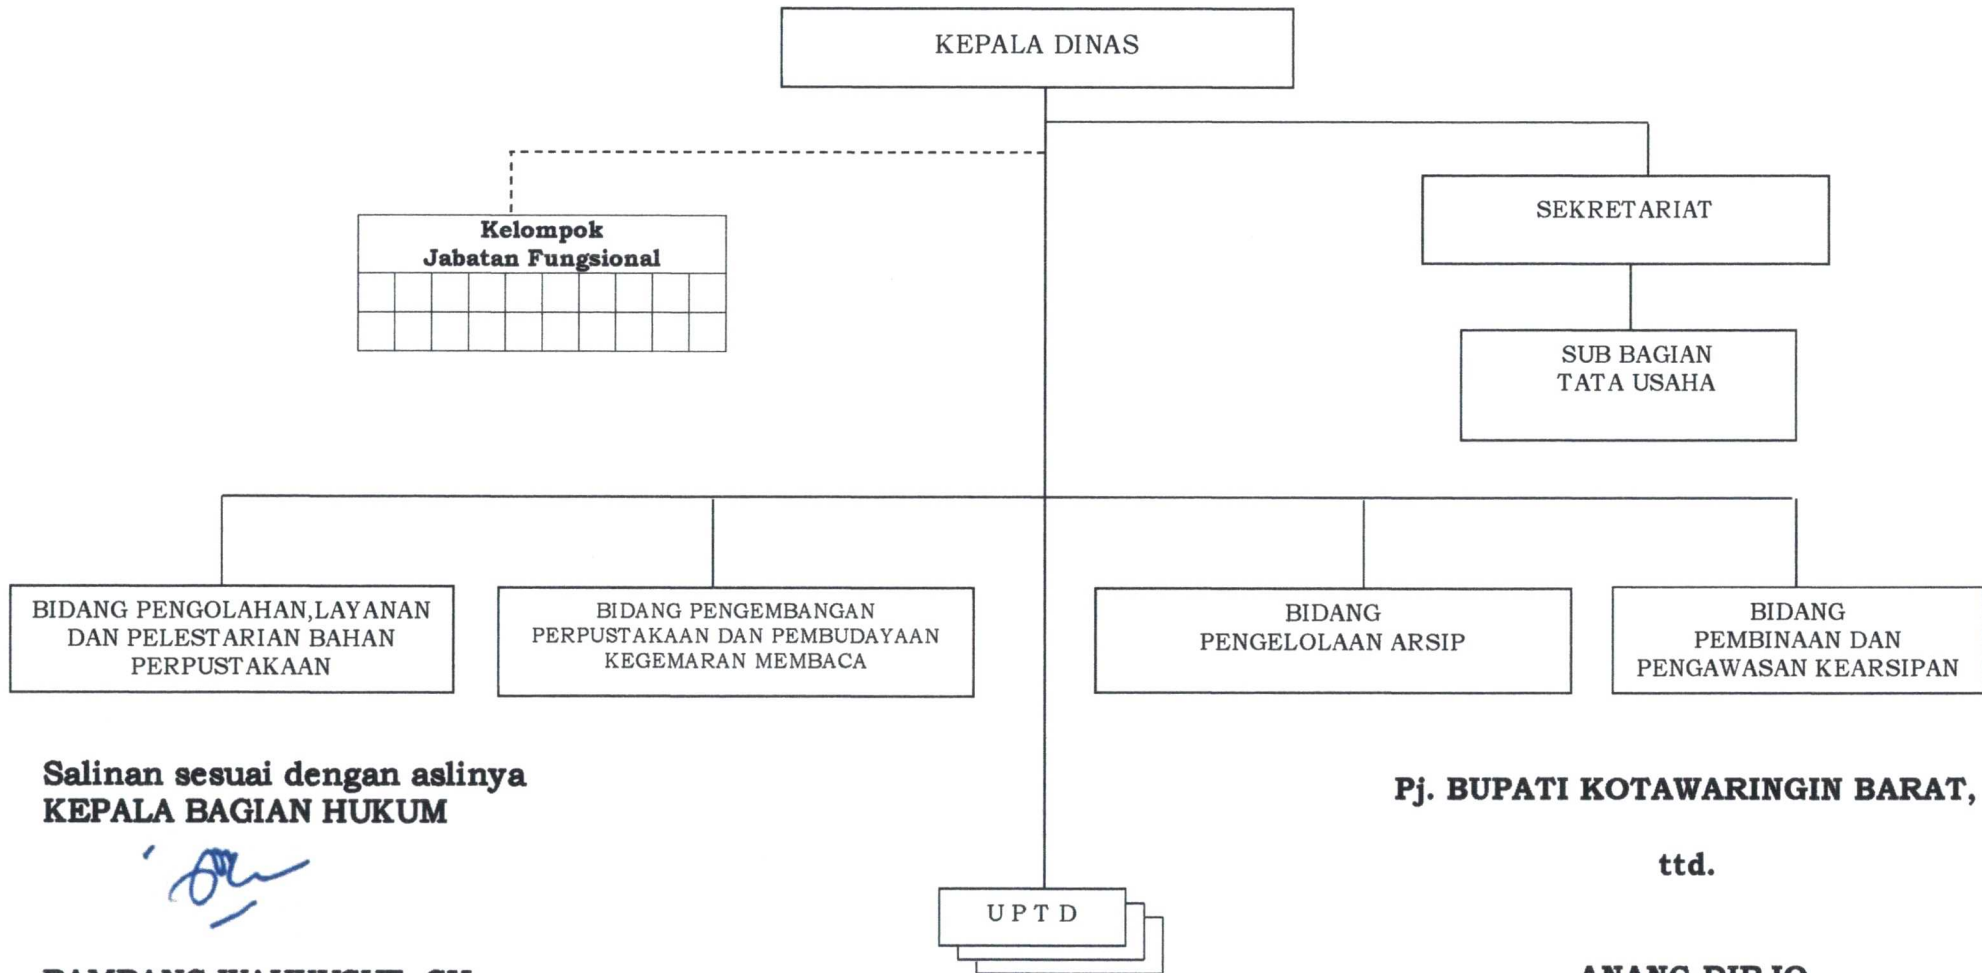 KEPALA DINAS
SEKRETARIAT
Kelompok
Jabatan Fungsional
SUB BAGIAN
TATA USAHA
BIDANG PENGOLAHAN,LAYANAN
DAN PELESTARIAN BAHAN
PERPUSTAKAAN
BIDANG PENGEMBANGAN
PERPUSTAKAAN DAN PEMBUDAYAAN
KEGEMARAN MEMBACA
BIDANG
PENGELOLAAN ARSIP
BIDANG
PEMBINAAN DAN
PENGAWASAN KEARSIPAN
Salinan sesuai dengan aslinya
KEPALA BAGIAN HUKUM
Pj. BUPATI KOTAWARINGIN BARAT,
ttd.
U P T D
ANANG DIRJO